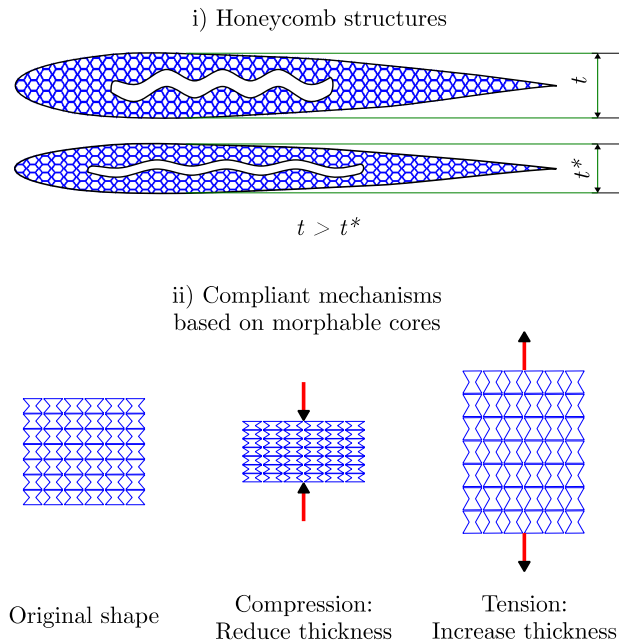 i) Honeycomb structures
t
t*
t > t*
ii) Compliant mechanisms
based on morphable cores
Original shape
Compression:
Reduce thickness
Tension:
Increase thickness